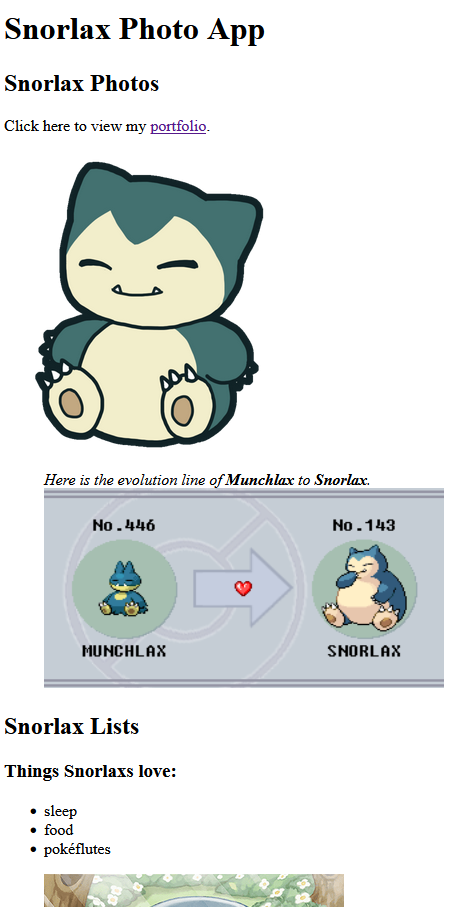 Snorlax Photo App
Snorlax Photos
Click here to view my portfolio.
Here is the evolution line of Munchlax to Snorlax.
No.446 No.143
MUNCHLAX SNORLAX
Snorlax Lists
Things Snorlaxs love:
• sleep
• food
• pokéflutes